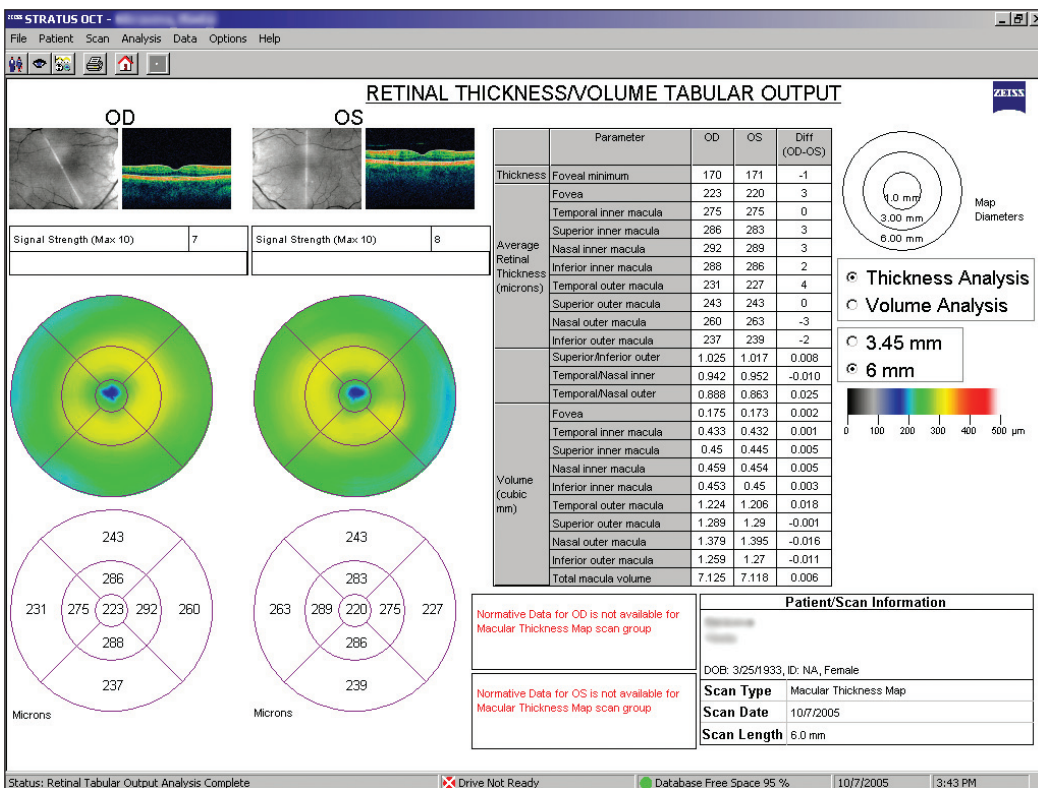 ZEISS STRATUS OCT -
File Patient Scan Analysis Data Options Help
RETINAL THICKNESS/VOLUME TABULAR OUTPUT
ZEISS
OD
OS
Signal Strength (Max 10) 7
Signal Strength (Max 10) 8
Parameter OD OS Diff (OD-OS)
Thickness Foveal minimum 170 171 -1
Average Retinal Thickness (microns)
Fovea 223 220 3
Temporal inner macula 275 275 0
Superior inner macula 286 283 3
Nasal inner macula 292 289 3
Inferior inner macula 288 286 2
Temporal outer macula 231 227 4
Superior outer macula 243 243 0
Nasal outer macula 260 263 -3
Inferior outer macula 237 239 -2
Superior/Inferior outer 1.025 1.017 0.008
Temporal/Nasal inner 0.942 0.952 -0.010
Temporal/Nasal outer 0.888 0.863 0.025
Volume (cubic mm)
Fovea 0.175 0.173 0.002
Temporal inner macula 0.433 0.432 0.001
Superior inner macula 0.45 0.445 0.005
Nasal inner macula 0.459 0.454 0.005
Inferior inner macula 0.453 0.45 0.003
Temporal outer macula 1.224 1.206 0.018
Superior outer macula 1.289 1.29 -0.001
Nasal outer macula 1.379 1.395 -0.016
Inferior outer macula 1.259 1.27 -0.011
Total macula volume 7.125 7.118 0.006
1.0 mm
3.00 mm
6.00 mm
Map
Diameters
Thickness Analysis
Volume Analysis
3.45 mm
6 mm
0 100 200 300 400 500 µm
243
286
231 275 223 292 260
288
237
Microns
243
283
263 289 220 275 227
286
239
Microns
Normative Data for OD is not available for
Macular Thickness Map scan group
Normative Data for OS is not available for
Macular Thickness Map scan group
Patient/Scan Information
DOB: 3/25/1933, ID: NA, Female
Scan Type Macular Thickness Map
Scan Date 10/7/2005
Scan Length 6.0 mm
Status: Retinal Tabular Output Analysis Complete
Drive Not Ready
Database Free Space 95 %
10/7/2005
3:43 PM